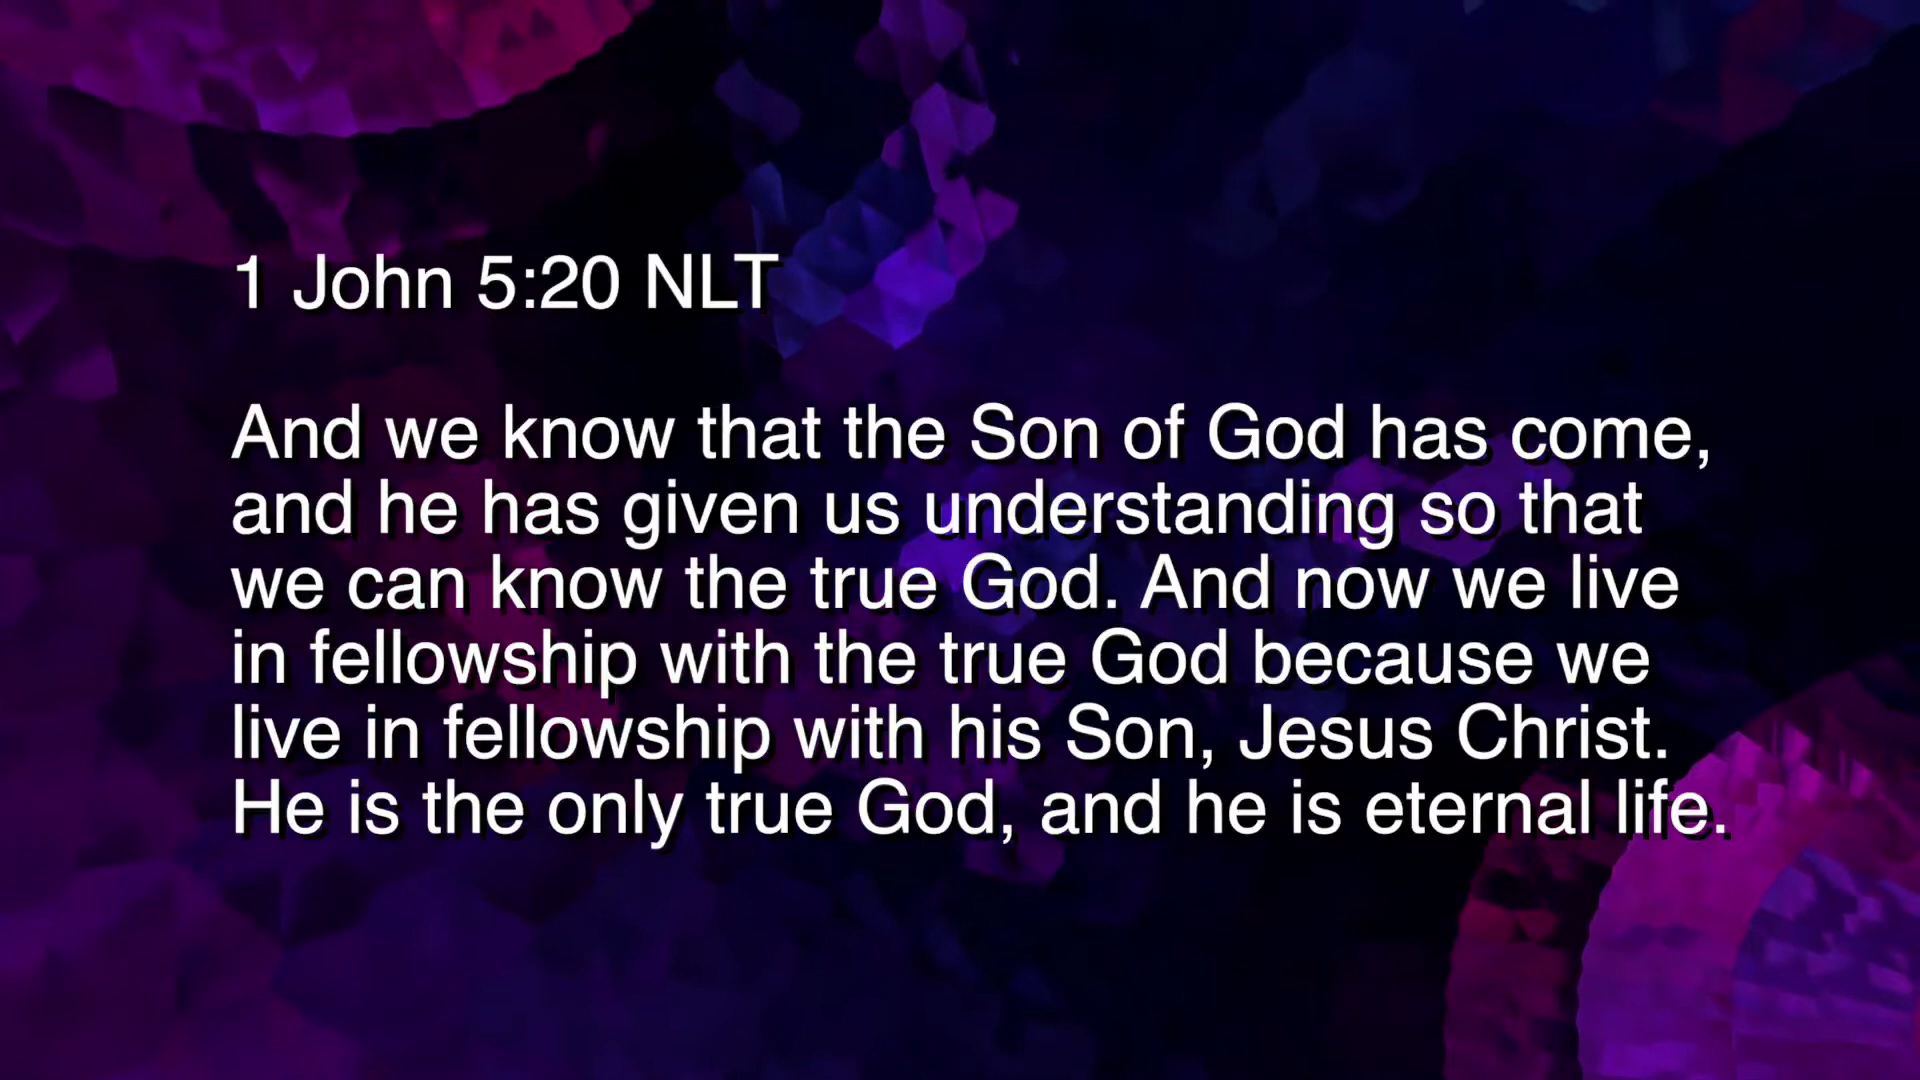 1 John 5:20 NLT
And we know that the Son of God has come,
and he has given us understanding so that
we can know the true God. And now we live
in fellowship with the true God because we
live in fellowship with his Son, Jesus Christ.
He is the only true God, and he is eternal life.